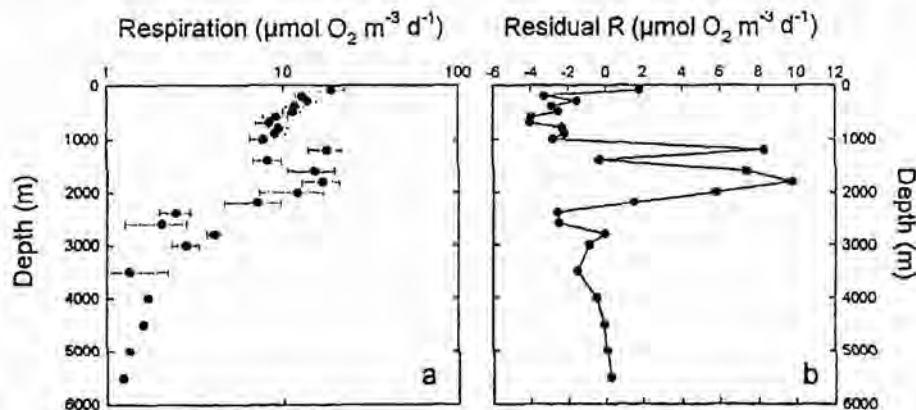 Respiration (µmol O₂ m⁻³ d⁻¹)
Residual R (µmol O₂ m⁻³ d⁻¹)
1 10 100
-6 -4 -2 0 2 4 6 8 10 12
0
1000
2000
3000
4000
5000
6000
Depth (m)
a
b
0
1000
2000
3000
4000
5000
6000
Depth (m)